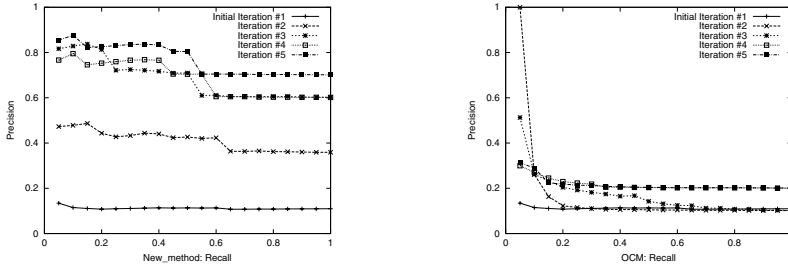 Initial Iteration #1
Iteration #2
Iteration #3
Iteration #4
Iteration #5
Precision
1
0.8
0.6
0.4
0.2
0
0
0.2
0.4
0.6
0.8
1
New_method: Recall
Initial Iteration #1
Iteration #2
Iteration #3
Iteration #4
Iteration #5
Precision
1
0.8
0.6
0.4
0.2
0
0
0.2
0.4
0.6
0.8
OCM: Recall